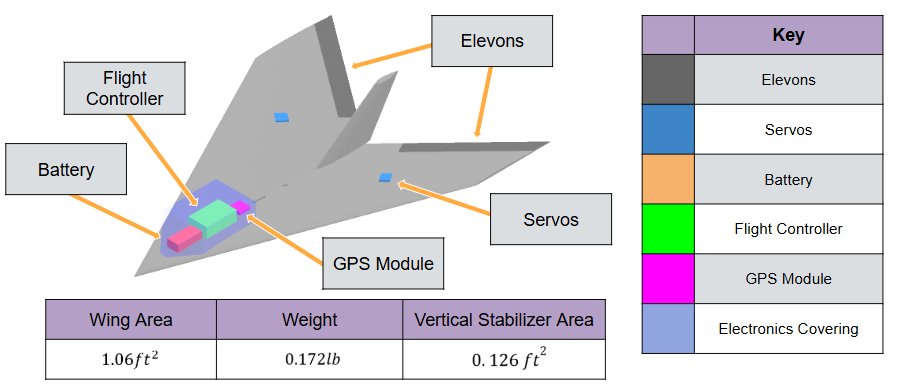 Elevons
Flight
Controller
Battery
Servos
GPS Module
Wing Area
Weight
Vertical Stabilizer Area
1.06ft²
0.172lb
0.126 ft²
Key
Elevons
Servos
Battery
Flight Controller
GPS Module
Electronics Covering